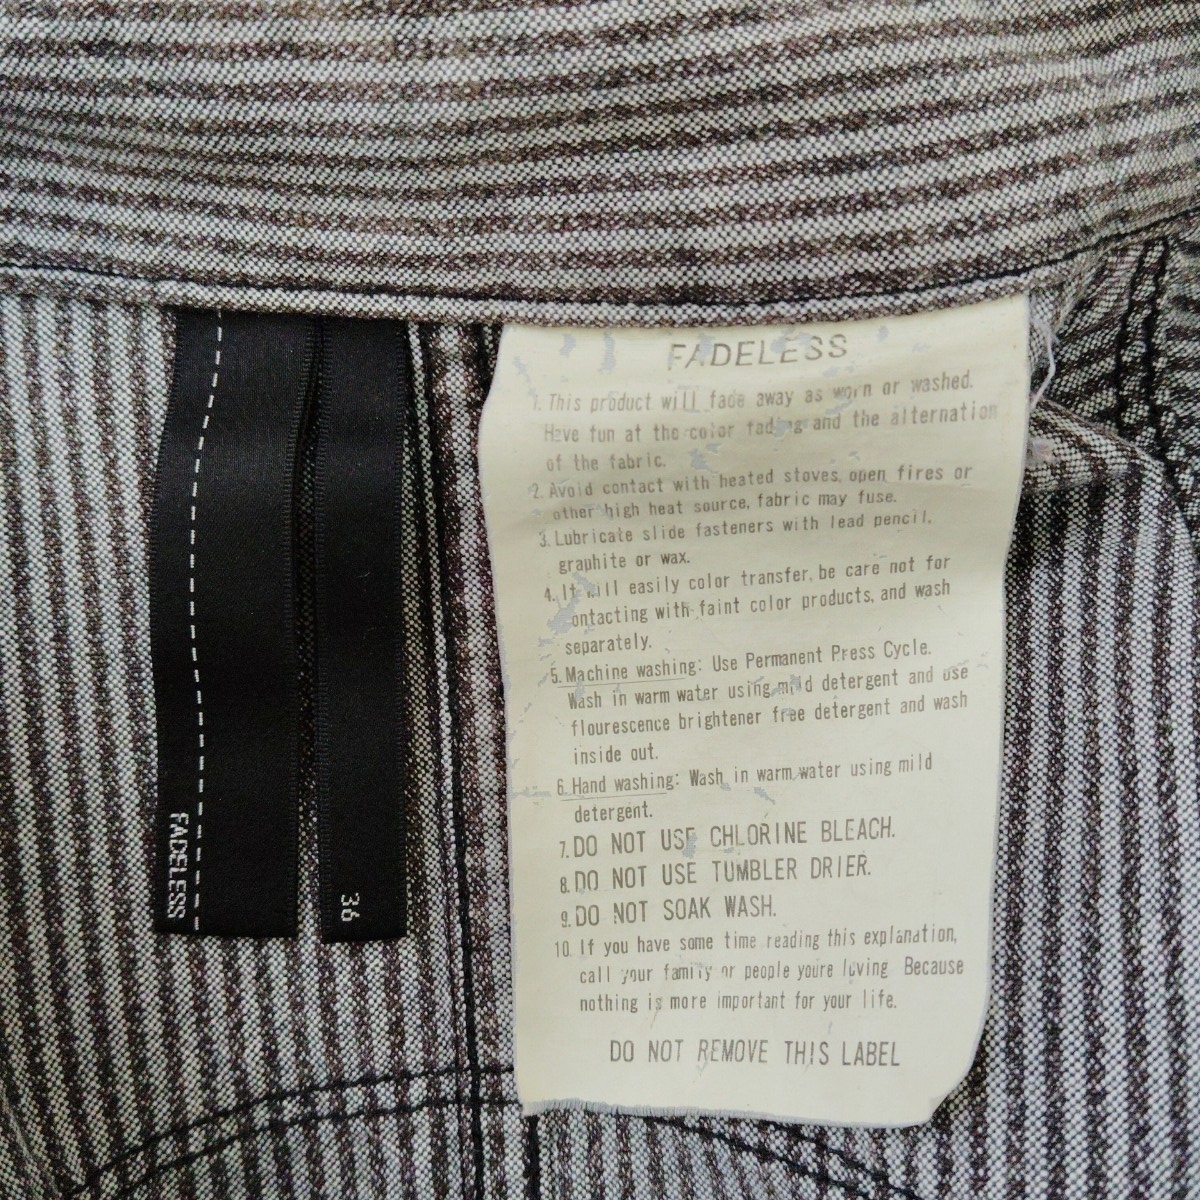 FADELESS
36
FADELESS
1. This product will fade away as worn or washed.
Have fun at the color fading and the alternation
of the fabric.
2. Avoid contact with heated stoves, open fires or
other high heat source, fabric may fuse.
3. Lubricate slide fasteners with lead pencil,
graphite or wax.
4. It will easily color transfer, be care not for
contacting with faint color products, and wash
separately.
5. Machine washing: Use Permanent Press Cycle.
Wash in warm water using mild detergent and use
flourescence brightener free detergent and wash
inside out.
6. Hand washing: Wash in warm water using mild
detergent.
7. DO NOT USE CHLORINE BLEACH.
8. DO NOT USE TUMBLER DRIER.
9. DO NOT SOAK WASH.
10. If you have some time reading this explanation,
call your family or people youre loving Because
nothing is more important for your life.
DO NOT REMOVE THIS LABEL